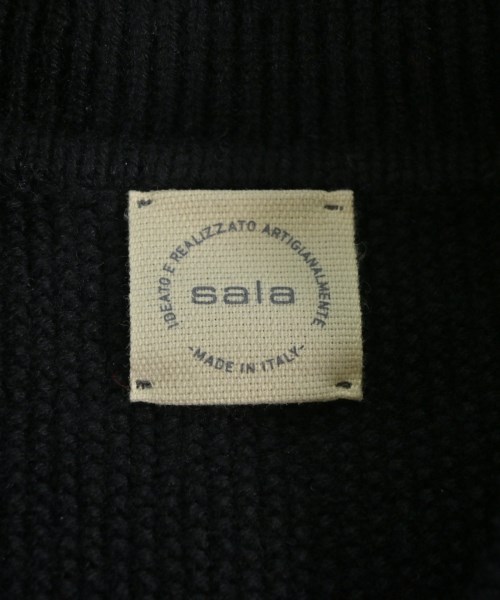 IDEATO E REALIZZATO ARTIGIANALMENTE
sala
-MADE IN ITALY-